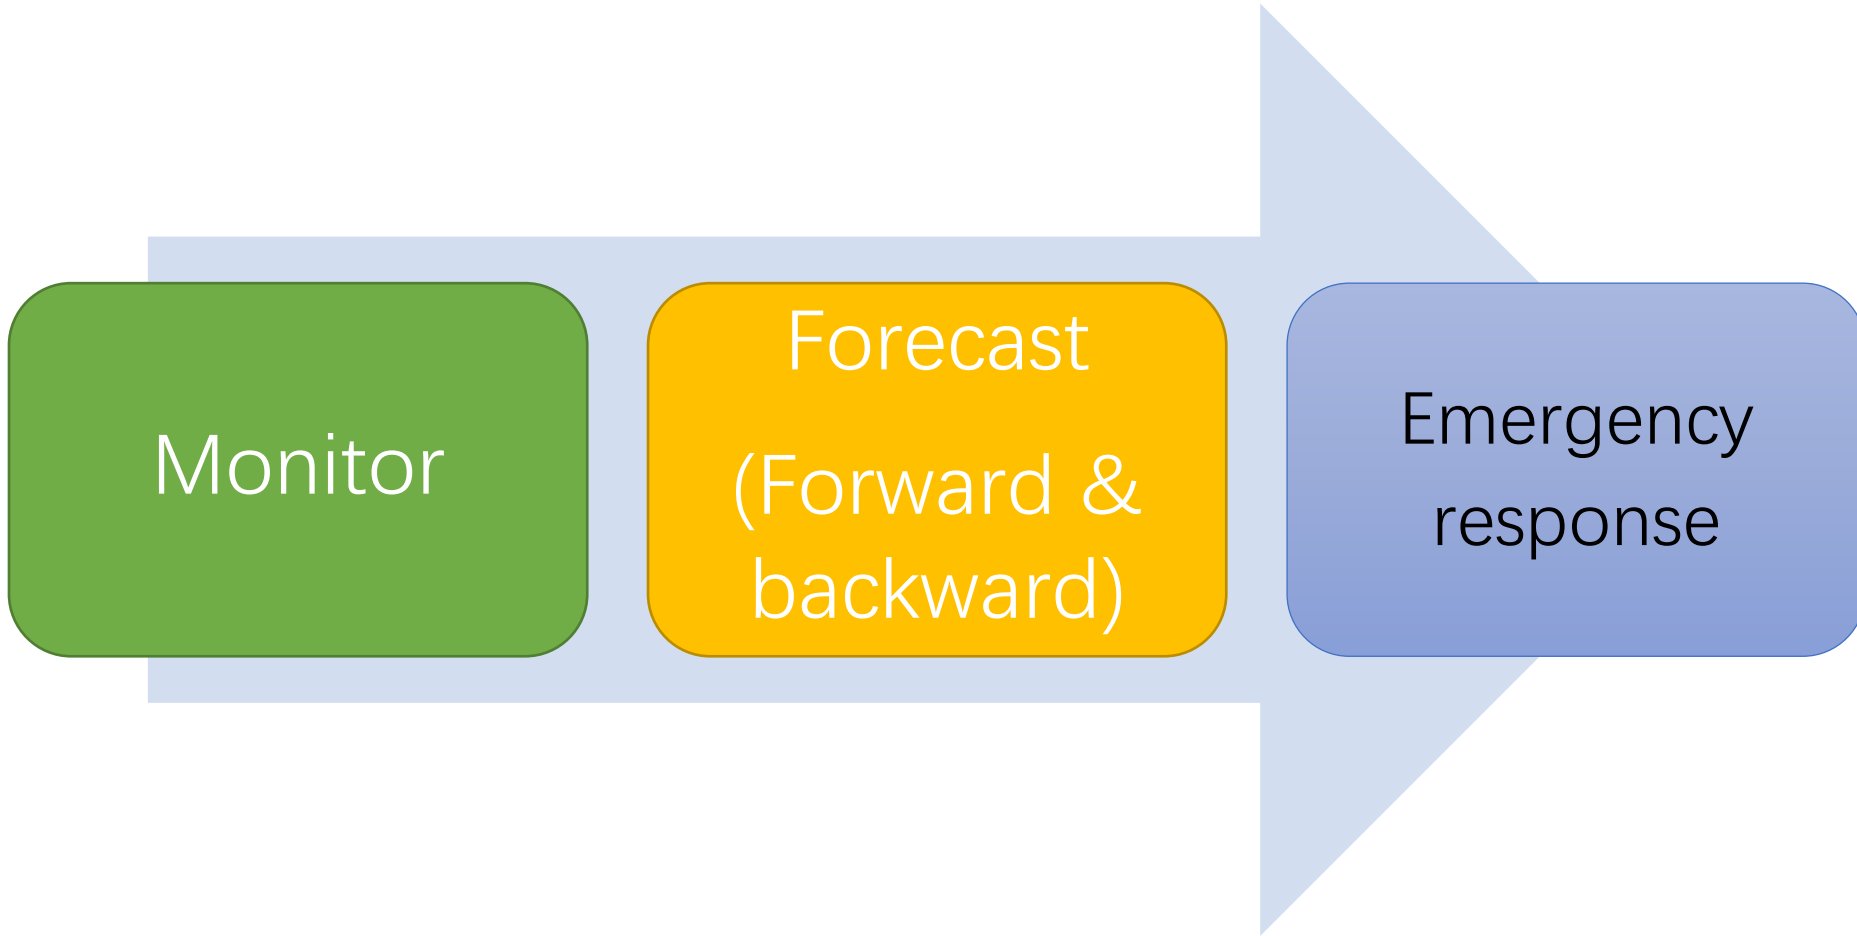 Monitor
Forecast
(Forward &
backward)
Emergency
response